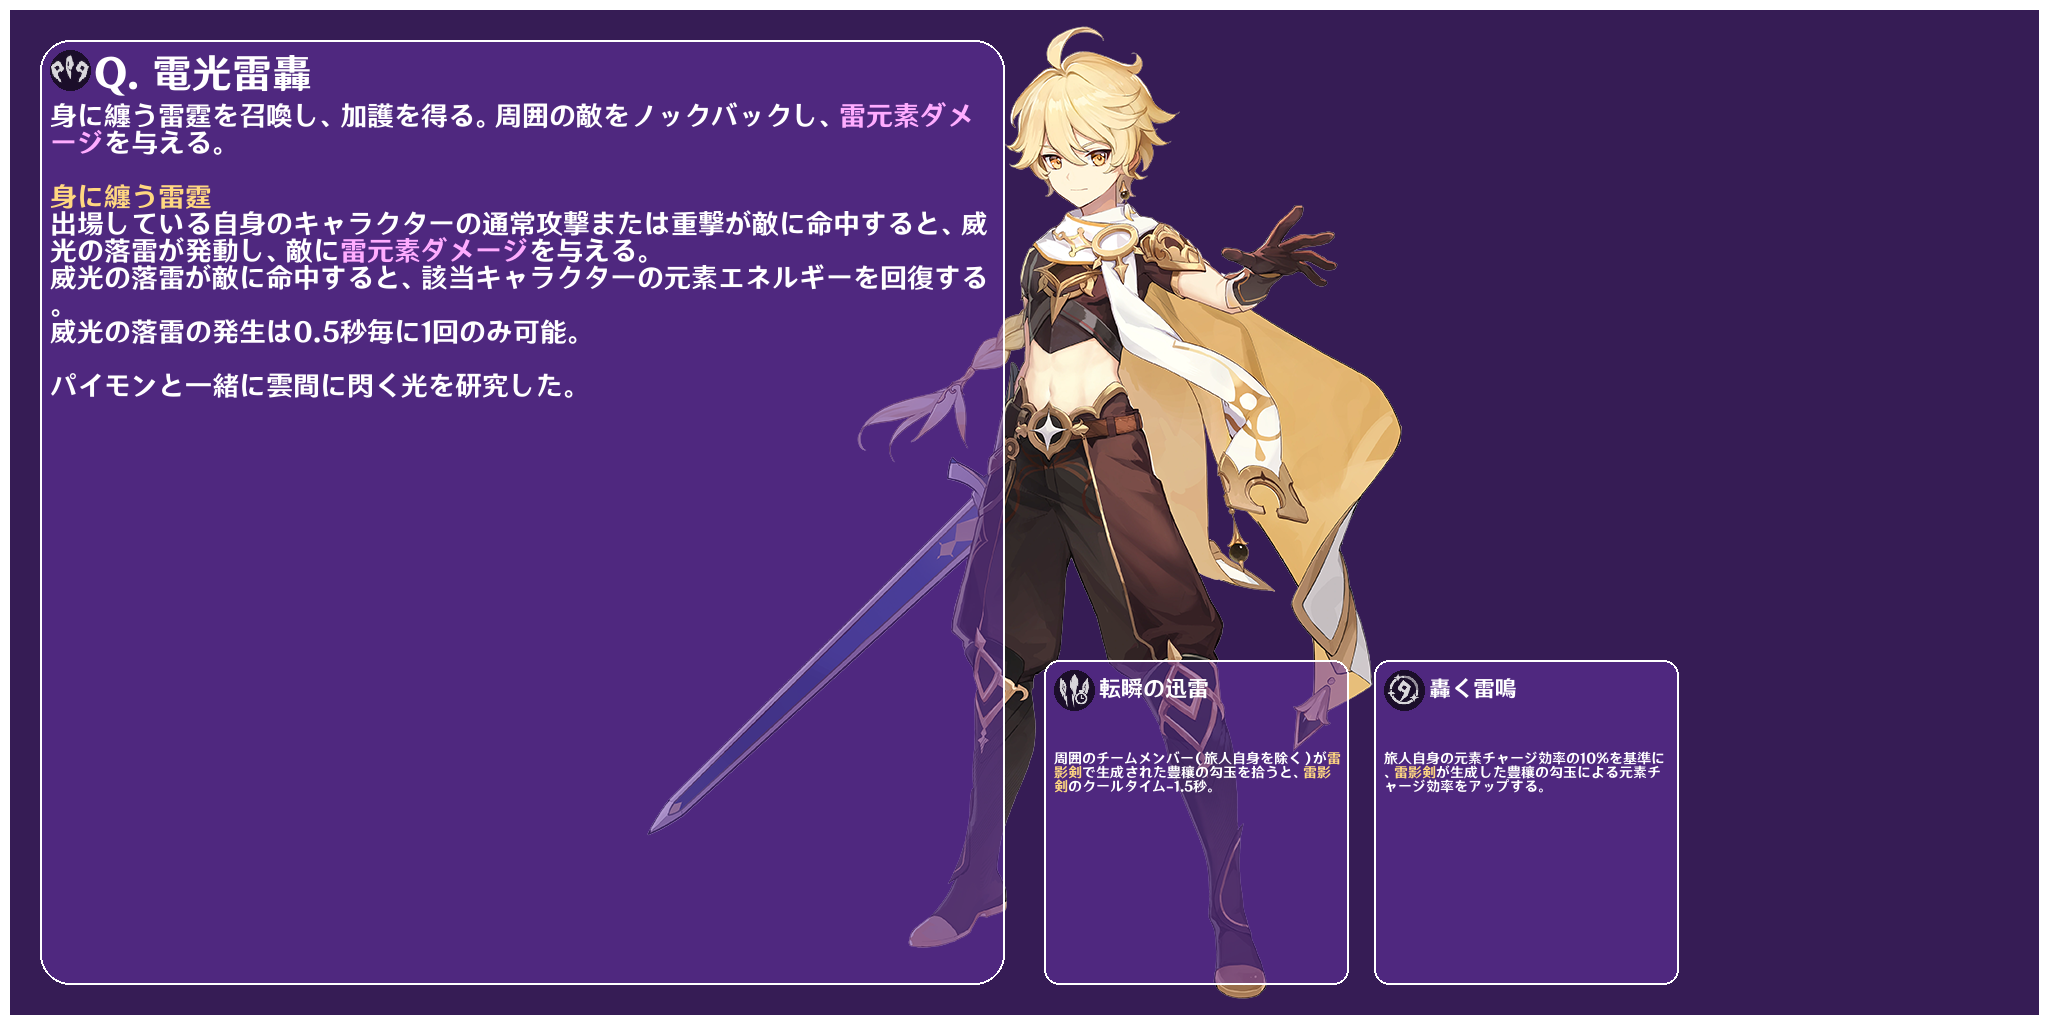 Q. 電光雷轟
身に纏う雷霆を召喚し、加護を得る。周囲の敵をノックバックし、雷元素ダメ
ージを与える。
身に纏う雷霆
出場している自身のキャラクターの通常攻撃または重撃が敵に命中すると、威
光の落雷が発動し、敵に雷元素ダメージを与える。
威光の落雷が敵に命中すると、該当キャラクターの元素エネルギーを回復する
。
威光の落雷の発生は0.5秒毎に1回のみ可能。
パイモンと一緒に雲間に閃く光を研究した。
転瞬の迅雷
周囲のチームメンバー(旅人自身を除く)が雷
影剣で生成された豊穣の勾玉を拾うと、雷影
剣のクールタイム-1.5秒。
轟く雷鳴
旅人自身の元素チャージ効率の10%を基準に
、雷影剣が生成した豊穣の勾玉による元素チ
ャージ効率をアップする。